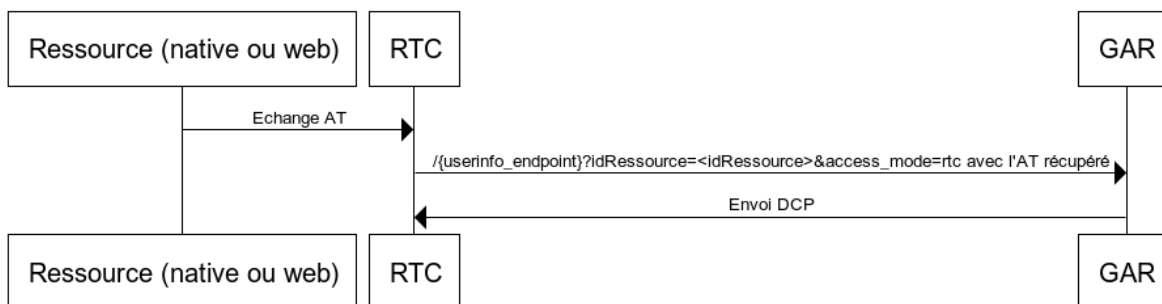 Ressource (native ou web)
RTC
GAR
Echange AT
/{userinfo_endpoint}?idRessource=<idRessource>&access_mode=rtc avec l'AT récupéré
Envoi DCP
Ressource (native ou web)
RTC
GAR